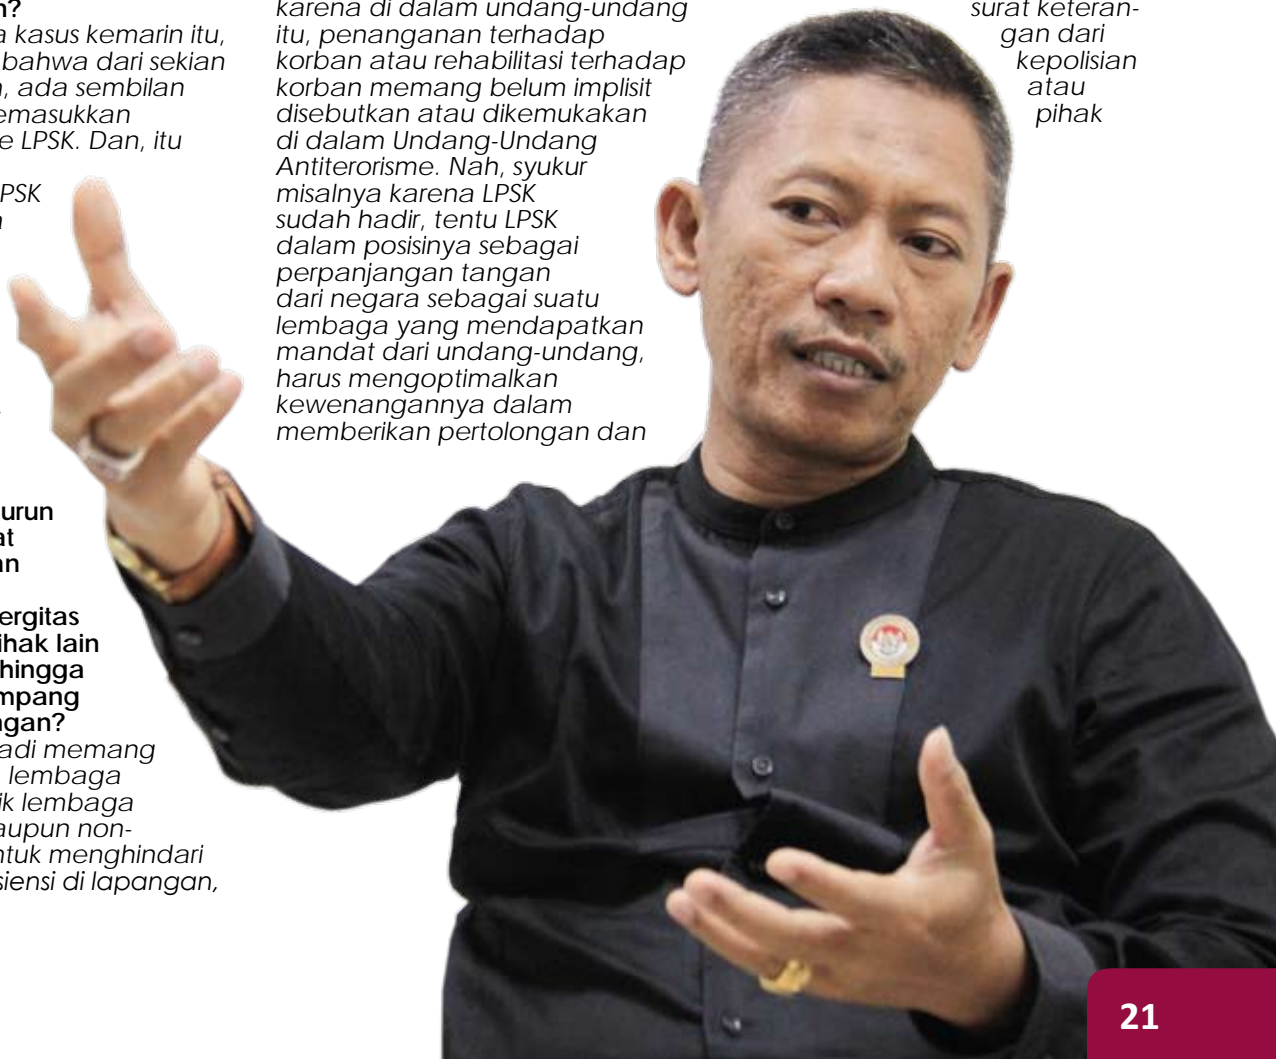 n?
a kasus kemarin itu,
bahwa dari sekian
, ada sembilan
emasukkan
e LPSK. Dan, itu
PSK
urun
at
an
ergitas
ihak lain
hingga
mpang
gan?
adi memang
lembaga
ik lembaga
aupun non-
ntuk menghindari
siensi di lapangan,
karena di dalam undang-undang
itu, penanganan terhadap
korban atau rehabilitasi terhadap
korban memang belum implisit
disebutkan atau dikemukakan
di dalam Undang-Undang
Antiterorisme. Nah, syukur
misalnya karena LPSK
sudah hadir, tentu LPSK
dalam posisinya sebagai
perpanjangan tangan
dari negara sebagai suatu
lembaga yang mendapatkan
mandat dari undang-undang,
harus mengoptimalkan
kewenangannya dalam
memberikan pertolongan dan
surat keteran-
gan dari
kepolisian
atau
pihak
21